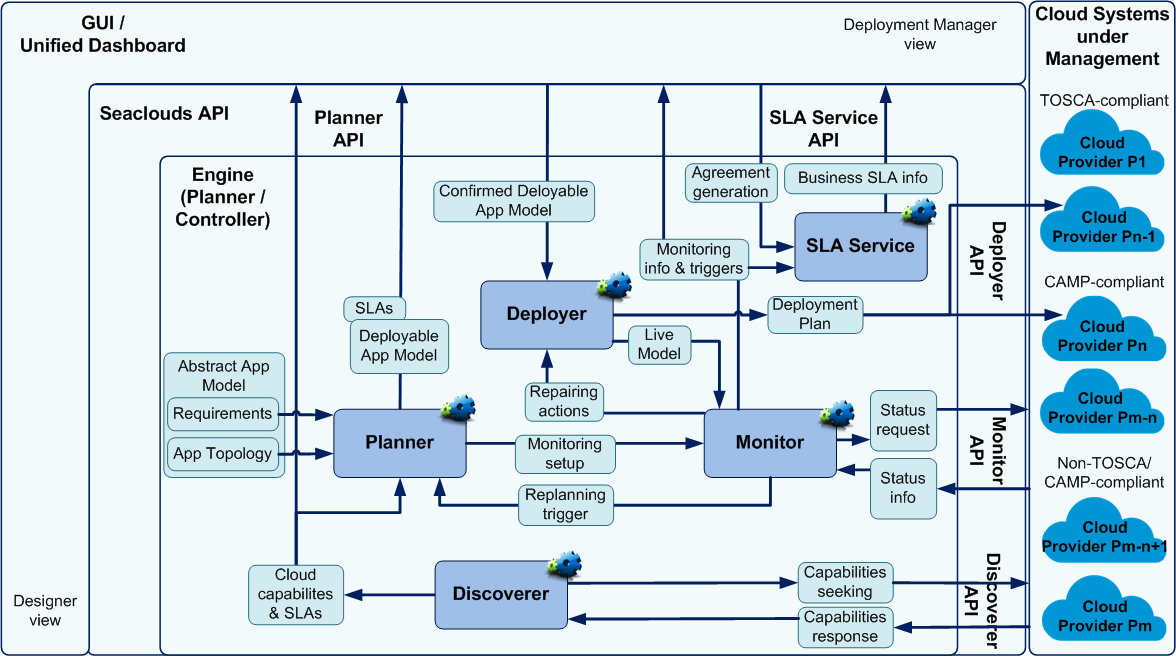 GUI /
Unified Dashboard
Deployment Manager
view
Cloud Systems
under
Management
TOSCA-compliant
Cloud
Provider P1
Cloud
Provider Pn-1
CAMP-compliant
Cloud
Provider Pn
Cloud
Provider Pm-n
Non-TOSCA/
CAMP-compliant
Cloud
Provider Pm-n+1
Cloud
Provider Pm
Seaclouds API
Planner
API
SLA Service
API
Engine
(Planner /
Controller)
Confirmed Deloyable
App Model
Agreement
generation
Business SLA info
SLA Service
Monitoring
info & triggers
Deployer
API
Deployer
Deployment
Plan
SLAs
Deployable
App Model
Live
Model
Abstract App
Model
Requirements
App Topology
Repairing
actions
Planner
Monitoring
setup
Monitor
Status
request
Monitor
API
Replanning
trigger
Status
info
Discoverer
Cloud
capabilites
& SLAs
Capabilities
seeking
Capabilities
response
Discoverer
API
Designer
view